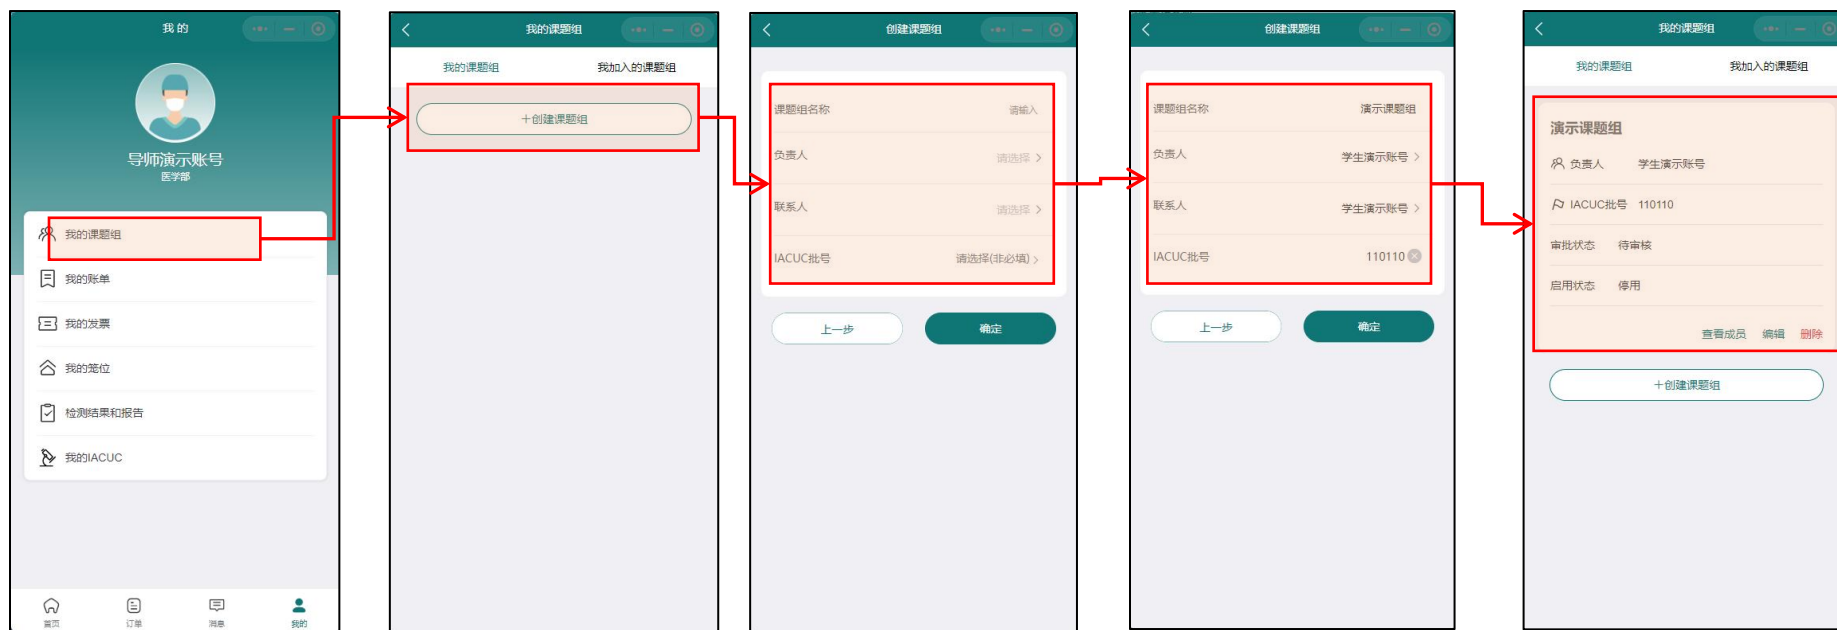 我的
导师演示账号
医学部
我的课题组
我的账单
我的发票
我的笼位
检测结果和报告
我的IACUC
首页 订单 消息 我的
我的课题组
我的课题组 我加入的课题组
+创建课题组
创建课题组
课题组名称 请输入
负责人 请选择
联系人 请选择
IACUC批号 请选择(非必填)
上一步 确定
创建课题组
课题组名称 演示课题组
负责人 学生演示账号
联系人 学生演示账号
IACUC批号 110110
上一步 确定
我的课题组
我的课题组 我加入的课题组
演示课题组
负责人 学生演示账号
IACUC批号 110110
审批状态 待审核
启用状态 停用
查看成员 编辑 删除
+创建课题组